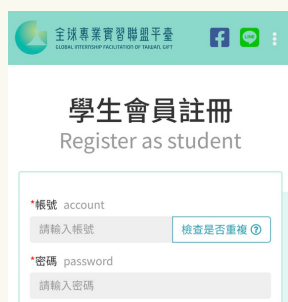 全球專業實習聯盟平臺
GLOBAL INTERNSHIP FACILITATION OF TAIWAN, GIFT
學生會員註冊
Register as student
*帳號 account
請輸入帳號
檢查是否重複
*密碼 password
請輸入密碼